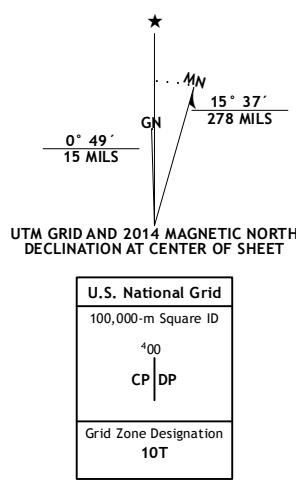 ★
MN
GN
15° 37´
278 MILS
0° 49´
15 MILS
UTM GRID AND 2014 MAGNETIC NORTH
DECLINATION AT CENTER OF SHEET
U.S. National Grid
100,000-m Square ID
⁴00
CP DP
Grid Zone Designation
10T